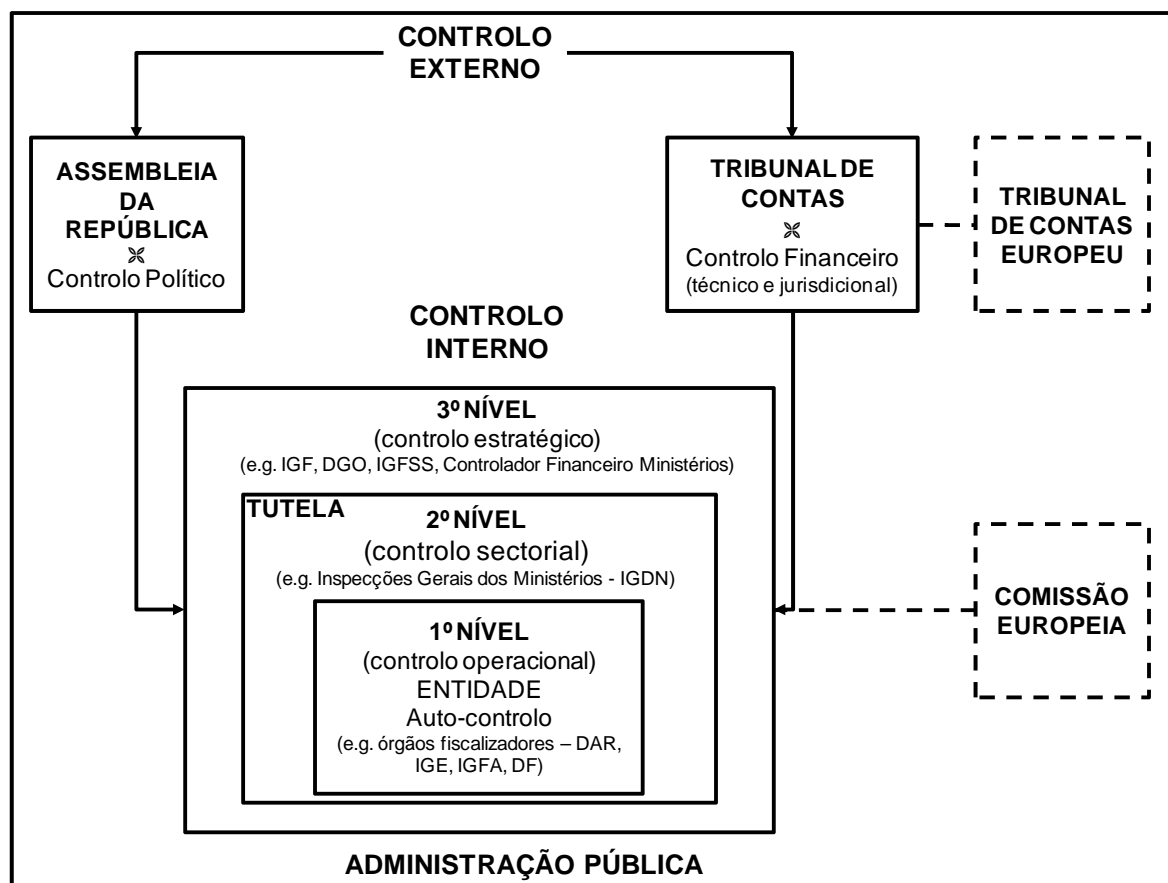 CONTROLO
EXTERNO
ASSEMBLEIA
DA
REPÚBLICA
Controlo Político
TRIBUNAL DE
CONTAS
Controlo Financeiro
(técnico e jurisdicional)
TRIBUNAL
DE CONTAS
EUROPEU
CONTROLO
INTERNO
3º NÍVEL
(controlo estratégico)
(e.g. IGF, DGO, IGFSS, Controlador Financeiro Ministérios)
TUTELA
2º NÍVEL
(controlo sectorial)
(e.g. Inspecções Gerais dos Ministérios - IGDN)
1º NÍVEL
(controlo operacional)
ENTIDADE
Auto-controlo
(e.g. órgãos fiscalizadores – DAR,
IGE, IGFA, DF)
COMISSÃO
EUROPEIA
ADMINISTRAÇÃO PÚBLICA